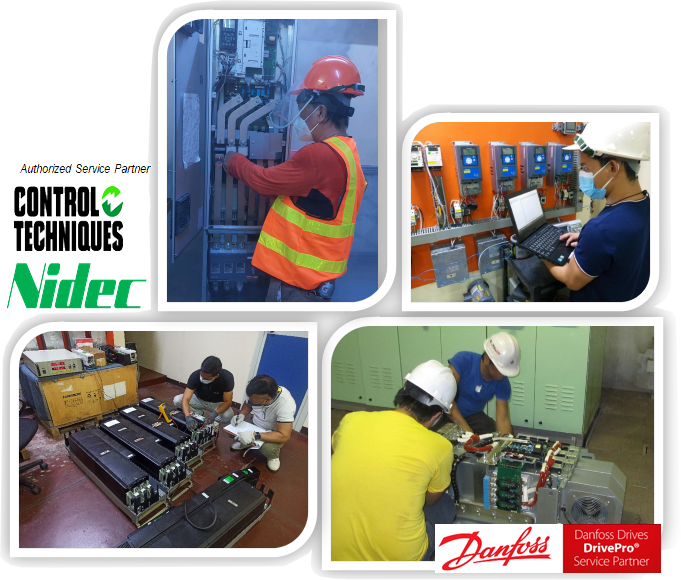 Authorized Service Partner
CONTROL
TECHNIQUES
Nidec
Danfoss
Danfoss Drives
DrivePro®
Service Partner